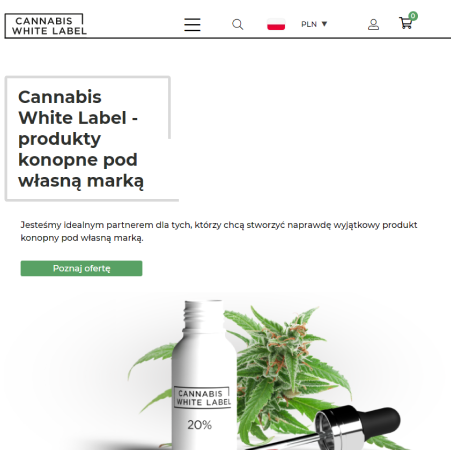 CANNABIS
WHITE LABEL
PLN ▼
0
Cannabis
White Label -
produkty
konopne pod
własną marką
Jesteśmy idealnym partnerem dla tych, którzy chcą stworzyć naprawdę wyjątkowy produkt
konopny pod własną marką.
Poznaj ofertę
CANNABIS
WHITE LABEL
20%